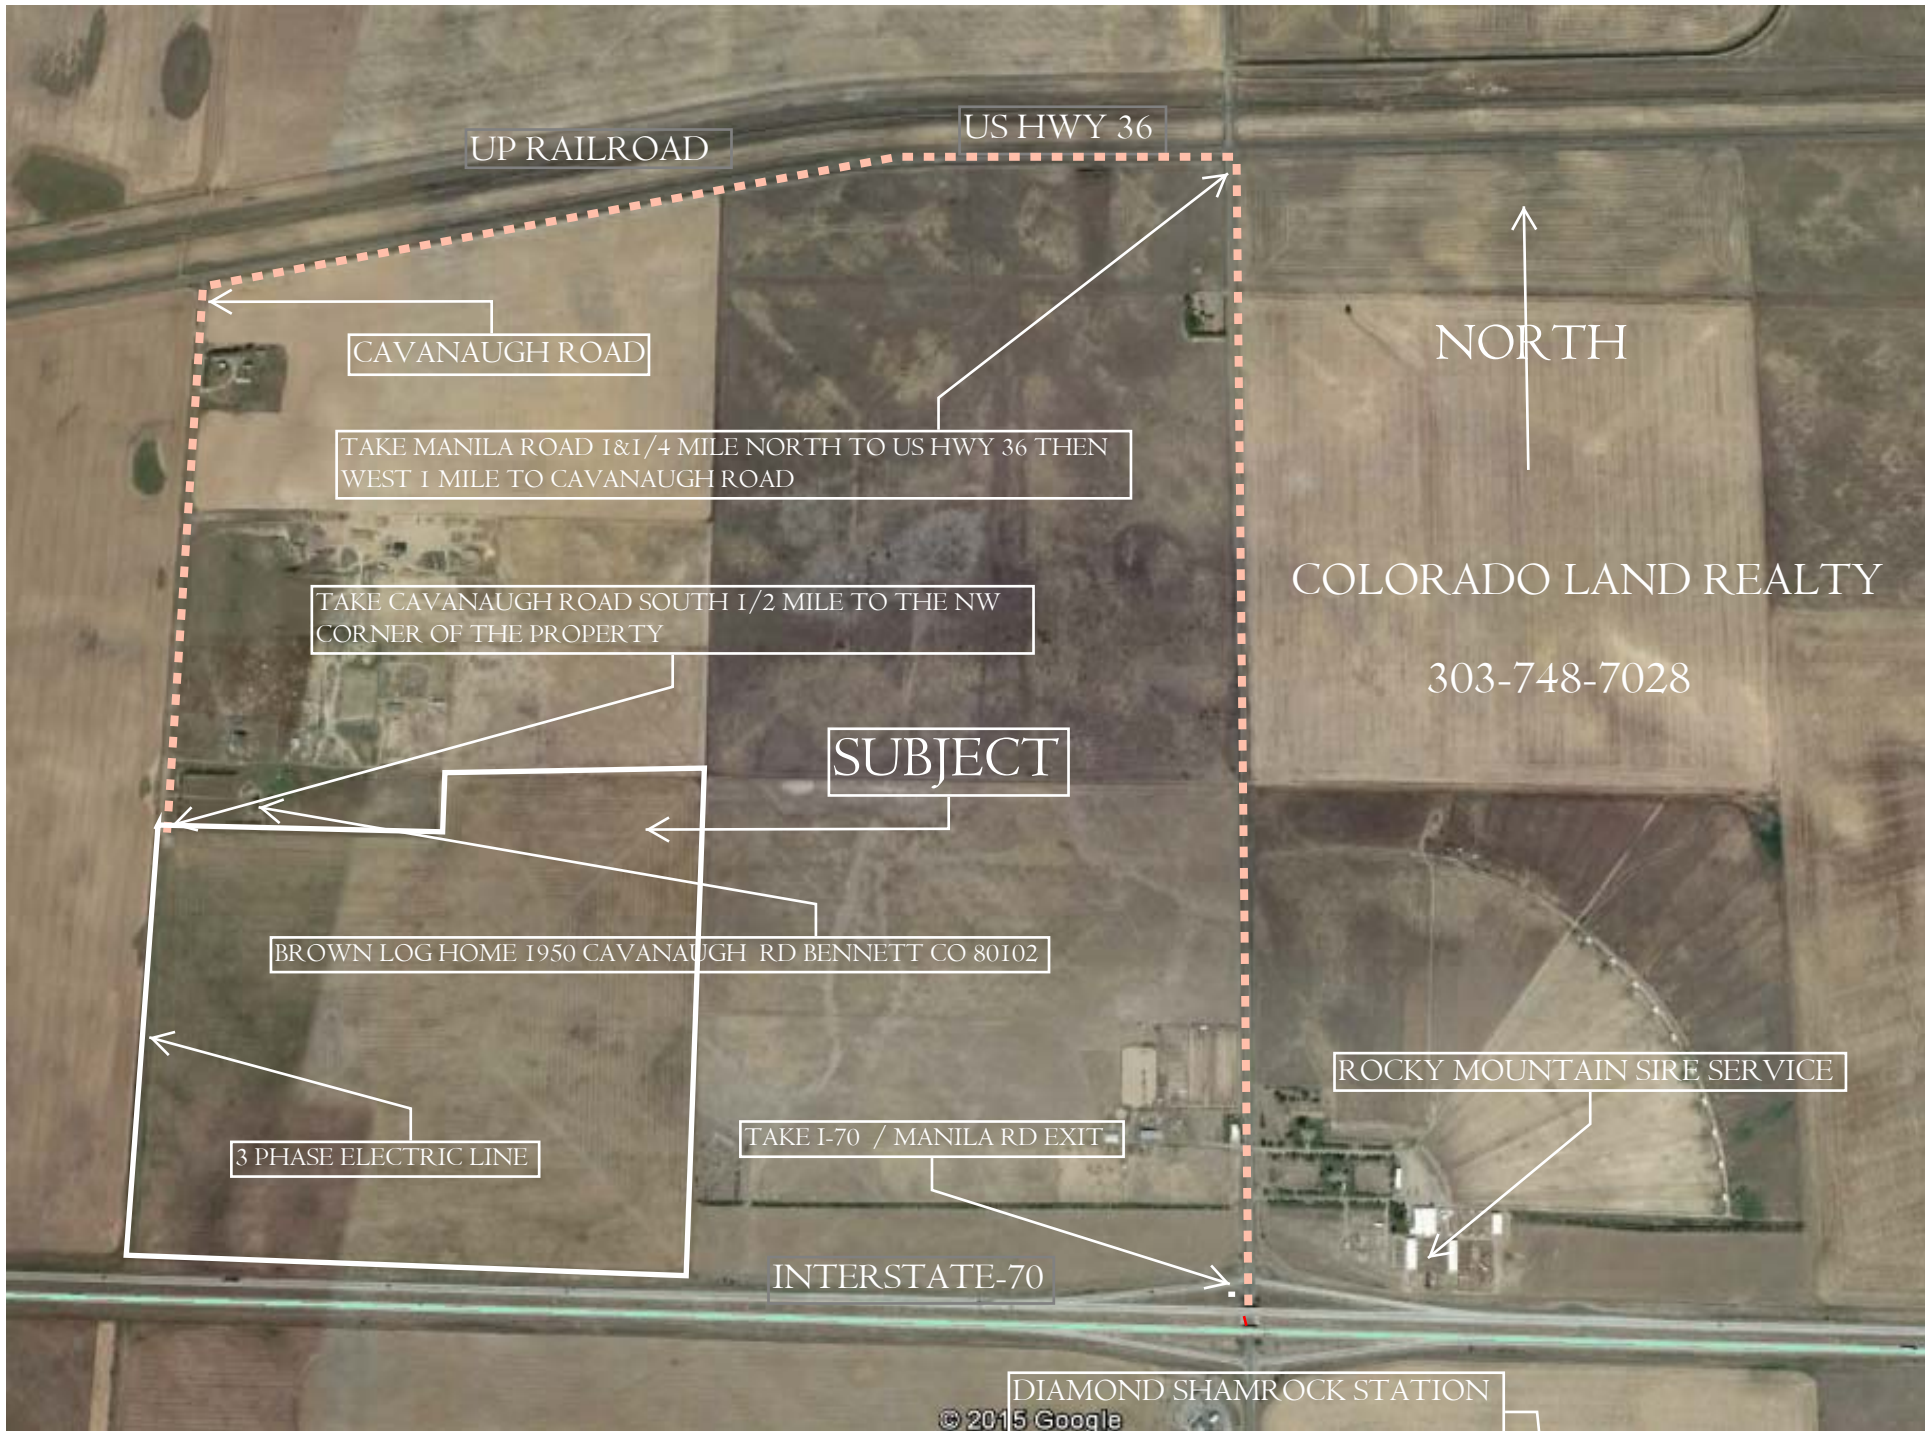 US HWY 36
UP RAILROAD
NORTH
CAVANAUGH ROAD
TAKE MANILA ROAD 1&1/4 MILE NORTH TO US HWY 36 THEN
WEST 1 MILE TO CAVANAUGH ROAD
COLORADO LAND REALTY
303-748-7028
TAKE CAVANAUGH ROAD SOUTH 1/2 MILE TO THE NW
CORNER OF THE PROPERTY
SUBJECT
BROWN LOG HOME 1950 CAVANAUGH RD BENNETT CO 80102
ROCKY MOUNTAIN SIRE SERVICE
TAKE I-70 / MANILA RD EXIT
3 PHASE ELECTRIC LINE
INTERSTATE-70
DIAMOND SHAMROCK STATION
© 2015 Google